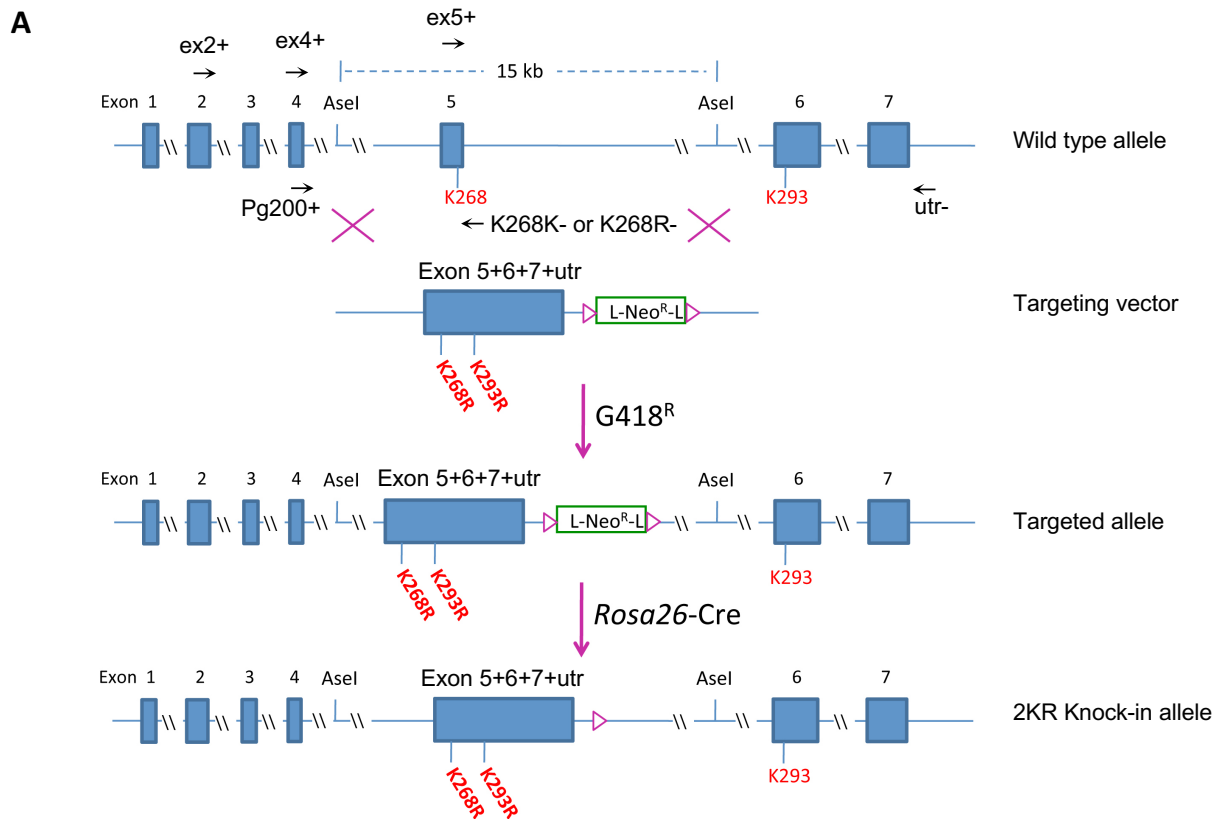 A
ex2+ ex4+ ex5+
15 kb
Exon 1 2 3 4 AseI 5 AseI 6 7
Wild type allele
K268 K293
Pg200+ K268K- or K268R- utr-
Exon 5+6+7+utr
L-NeoR-L
Targeting vector
K268R K293R
G418R
Exon 5+6+7+utr
Exon 1 2 3 4 AseI AseI 6 7
L-NeoR-L
Targeted allele
K268R K293R K293
Rosa26-Cre
Exon 5+6+7+utr
Exon 1 2 3 4 AseI AseI 6 7
2KR Knock-in allele
K268R K293R K293